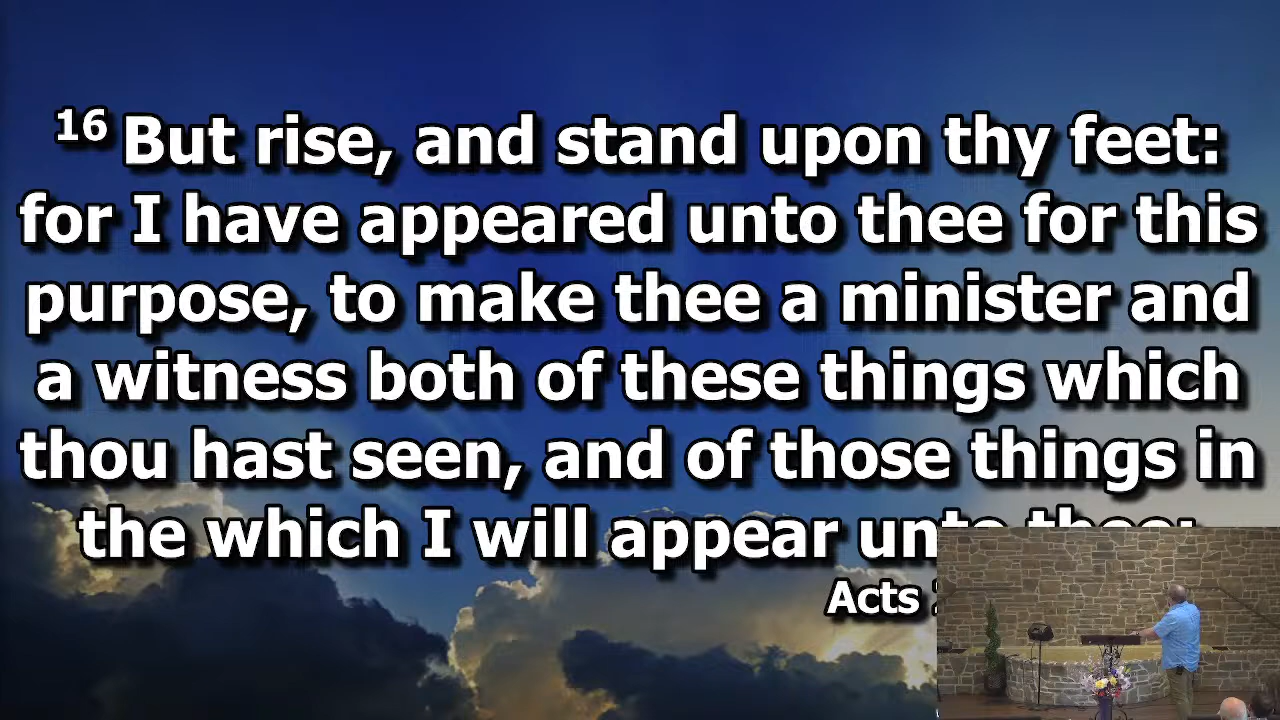 16 But rise, and stand upon thy feet:
for I have appeared unto thee for this
purpose, to make thee a minister and
a witness both of these things which
thou hast seen, and of those things in
the which I will appear unto thee:
Acts